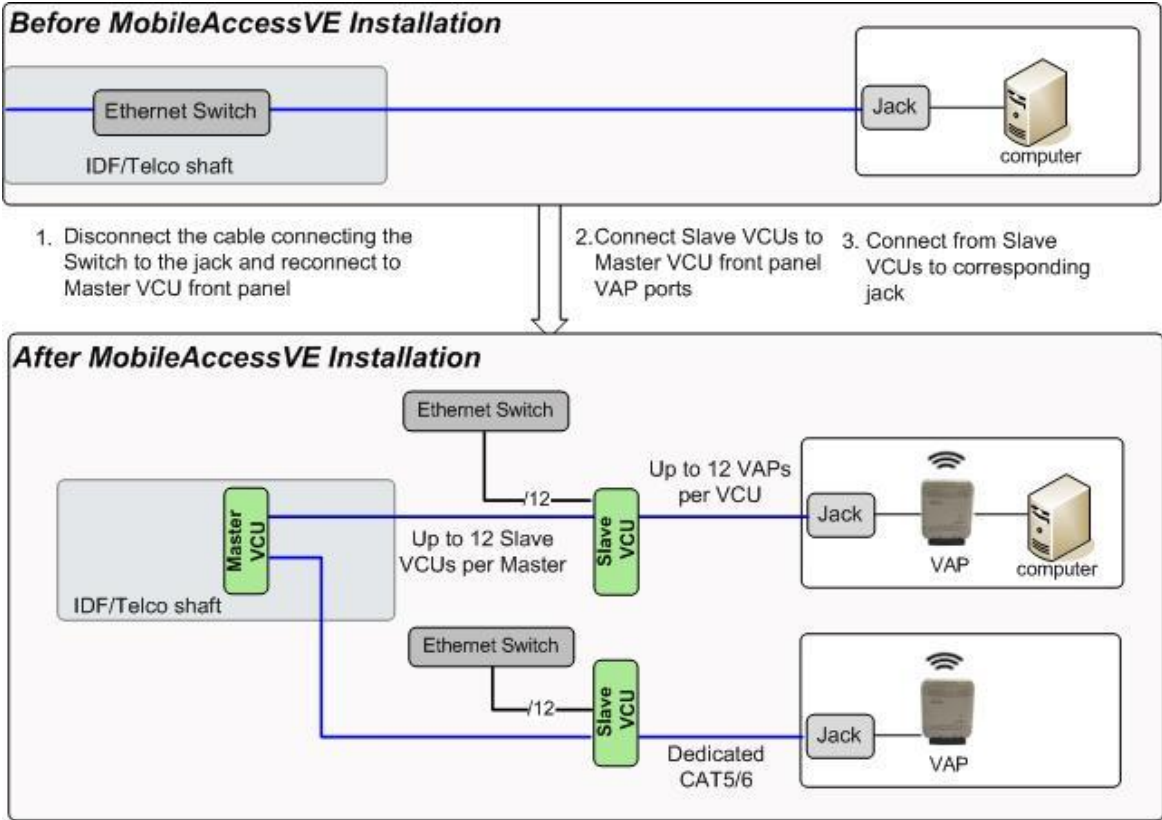 Before MobileAccessVE Installation
Ethernet Switch
IDF/Telco shaft
Jack
computer
1. Disconnect the cable connecting the
Switch to the jack and reconnect to
Master VCU front panel
2.Connect Slave VCUs to
Master VCU front panel
VAP ports
3. Connect from Slave
VCUs to corresponding
jack
After MobileAccessVE Installation
Ethernet Switch
/12
Master
VCU
IDF/Telco shaft
Up to 12 Slave
VCUs per Master
Slave
VCU
Up to 12 VAPs
per VCU
Jack
VAP
computer
Ethernet Switch
/12
Slave
VCU
Dedicated
CAT5/6
Jack
VAP